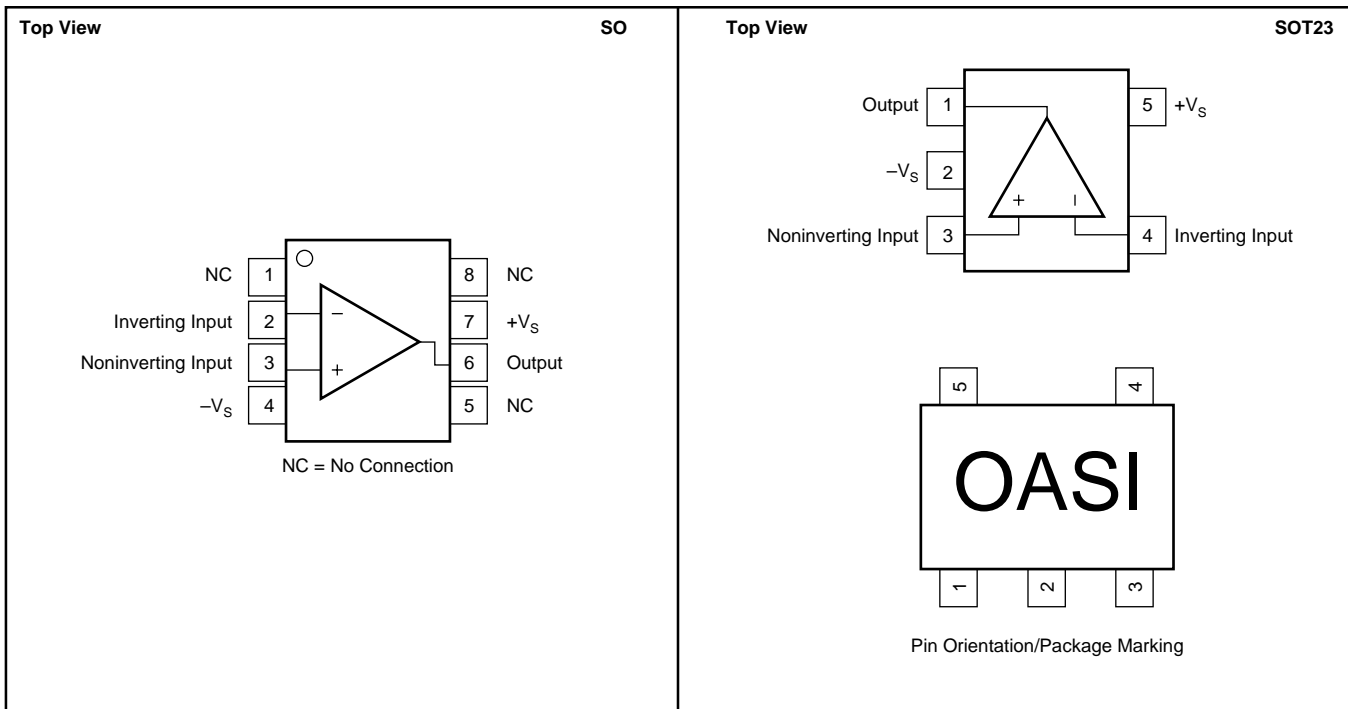 Top View SO
NC 1 8 NC
Inverting Input 2 − 7 +VS
Noninverting Input 3 + 6 Output
–VS 4 5 NC
NC = No Connection
Top View SOT23
Output 1 5 +VS
–VS 2
+ −
Noninverting Input 3 4 Inverting Input
5 4
OASI
1 2 3
Pin Orientation/Package Marking